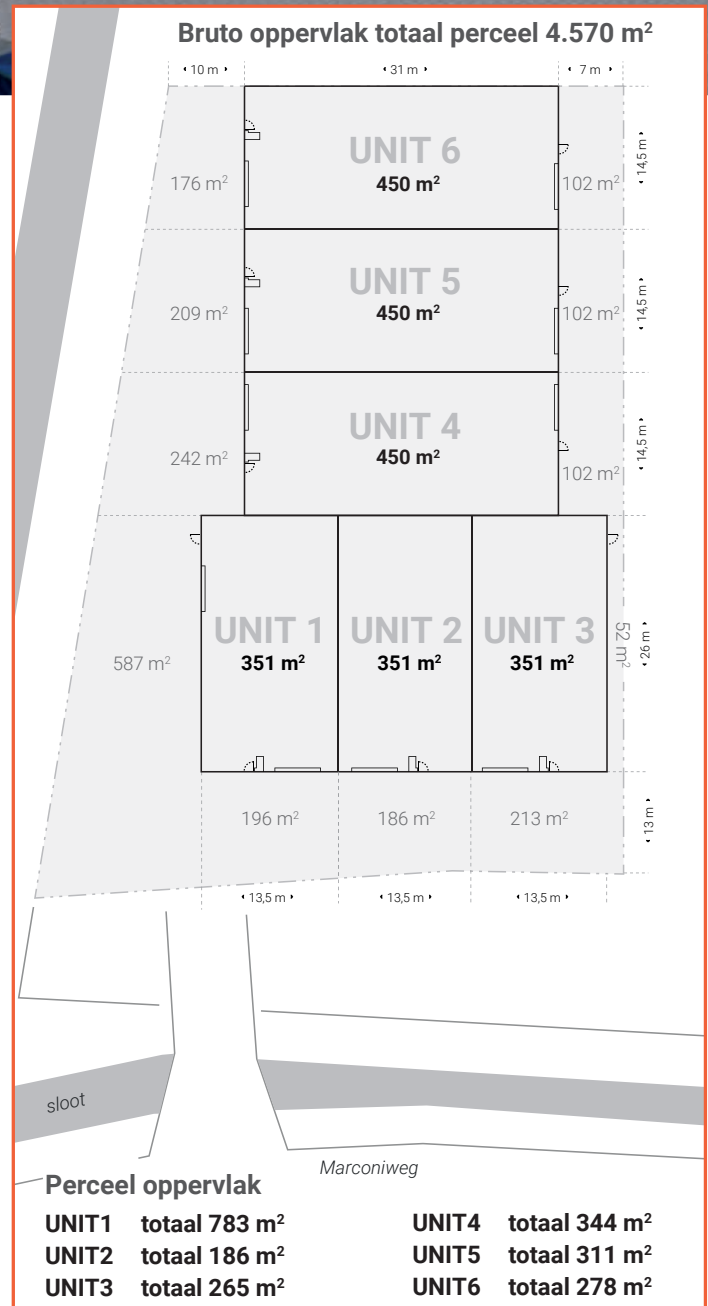 Bruto oppervlak totaal perceel 4.570 m²
10 m 31 m 7 m
UNIT 6
450 m²
176 m²
102 m²
14,5 m
UNIT 5
450 m²
209 m²
102 m²
14,5 m
UNIT 4
450 m²
242 m²
102 m²
14,5 m
UNIT 1 UNIT 2 UNIT 3
351 m² 351 m² 351 m²
587 m²
52 m²
26 m
196 m² 186 m² 213 m²
13 m
13,5 m 13,5 m 13,5 m
sloot
Marconiweg
Perceel oppervlak
UNIT1 totaal 783 m²
UNIT2 totaal 186 m²
UNIT3 totaal 265 m²
UNIT4 totaal 344 m²
UNIT5 totaal 311 m²
UNIT6 totaal 278 m²